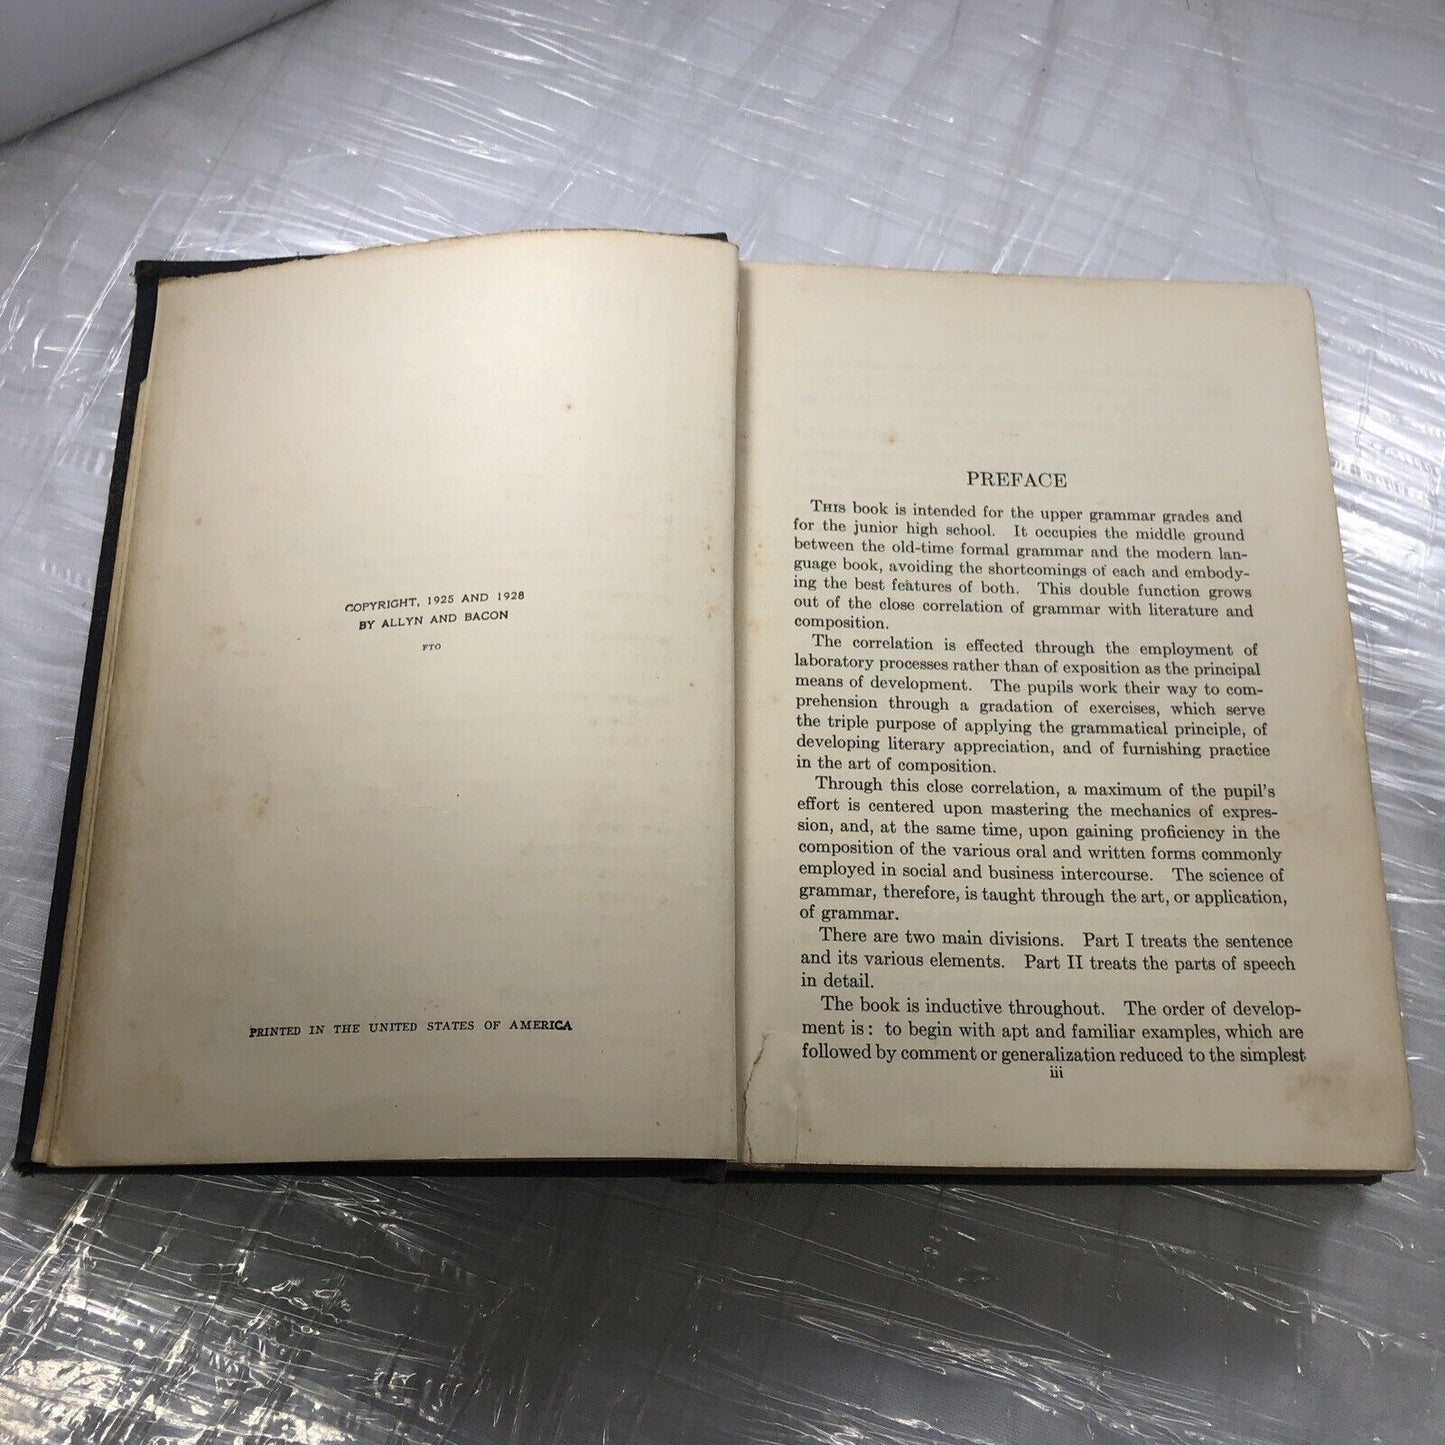 COPYRIGHT, 1925 AND 1928
BY ALLYN AND BACON
FTO
PRINTED IN THE UNITED STATES OF AMERICA
PREFACE
THIS book is intended for the upper grammar grades and
for the junior high school. It occupies the middle ground
between the old-time formal grammar and the modern lan-
guage book, avoiding the shortcomings of each and embody-
ing the best features of both. This double function grows
out of the close correlation of grammar with literature and
composition.
The correlation is effected through the employment of
laboratory processes rather than of exposition as the principal
means of development. The pupils work their way to com-
prehension through a gradation of exercises, which serve
the triple purpose of applying the grammatical principle, of
developing literary appreciation, and of furnishing practice
in the art of composition.
Through this close correlation, a maximum of the pupil's
effort is centered upon mastering the mechanics of expres-
sion, and, at the same time, upon gaining proficiency in the
composition of the various oral and written forms commonly
employed in social and business intercourse. The science of
grammar, therefore, is taught through the art, or application,
of grammar.
There are two main divisions. Part I treats the sentence
and its various elements. Part II treats the parts of speech
in detail.
The book is inductive throughout. The order of develop-
ment is: to begin with apt and familiar examples, which are
followed by comment or generalization reduced to the simplest
iii